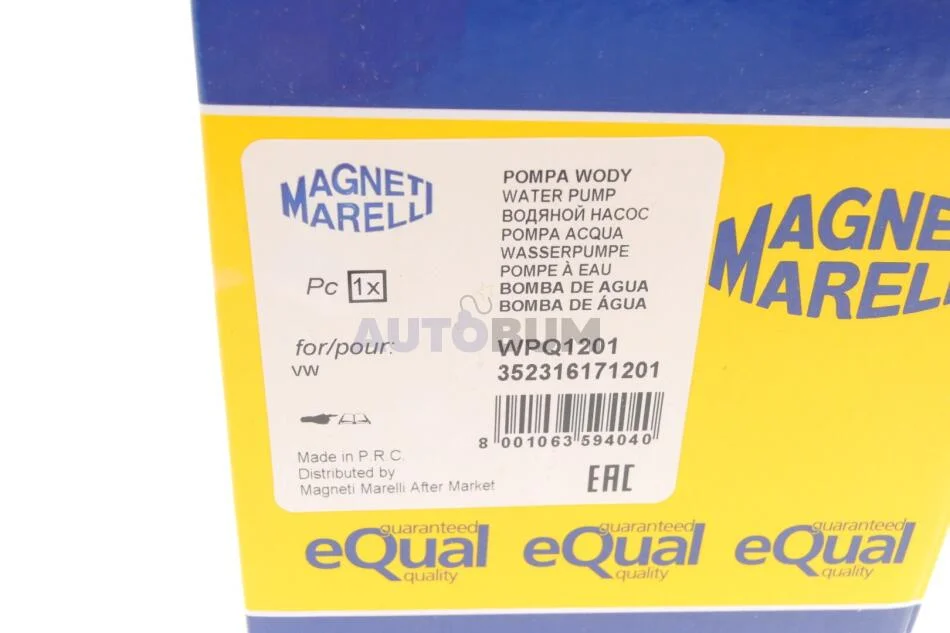 MAGNETI
MARELLI
Pc 1x
for/pour:
VW
POMPA WODY
WATER PUMP
ВОДЯНОЙ НАСОС
POMPA ACQUA
WASSERPUMPE
POMPE À EAU
BOMBA DE AGUA
BOMBA DE ÁGUA
AUTOBUM
WPQ1201
352316171201
8 001063 594040
Made in P.R.C.
Distributed by
Magneti Marelli After Market
EAC
MAGNE
MARELL
guaranteed
eQual
quality
guaranteed
eQual
quality
guaranteed
eQual
quality